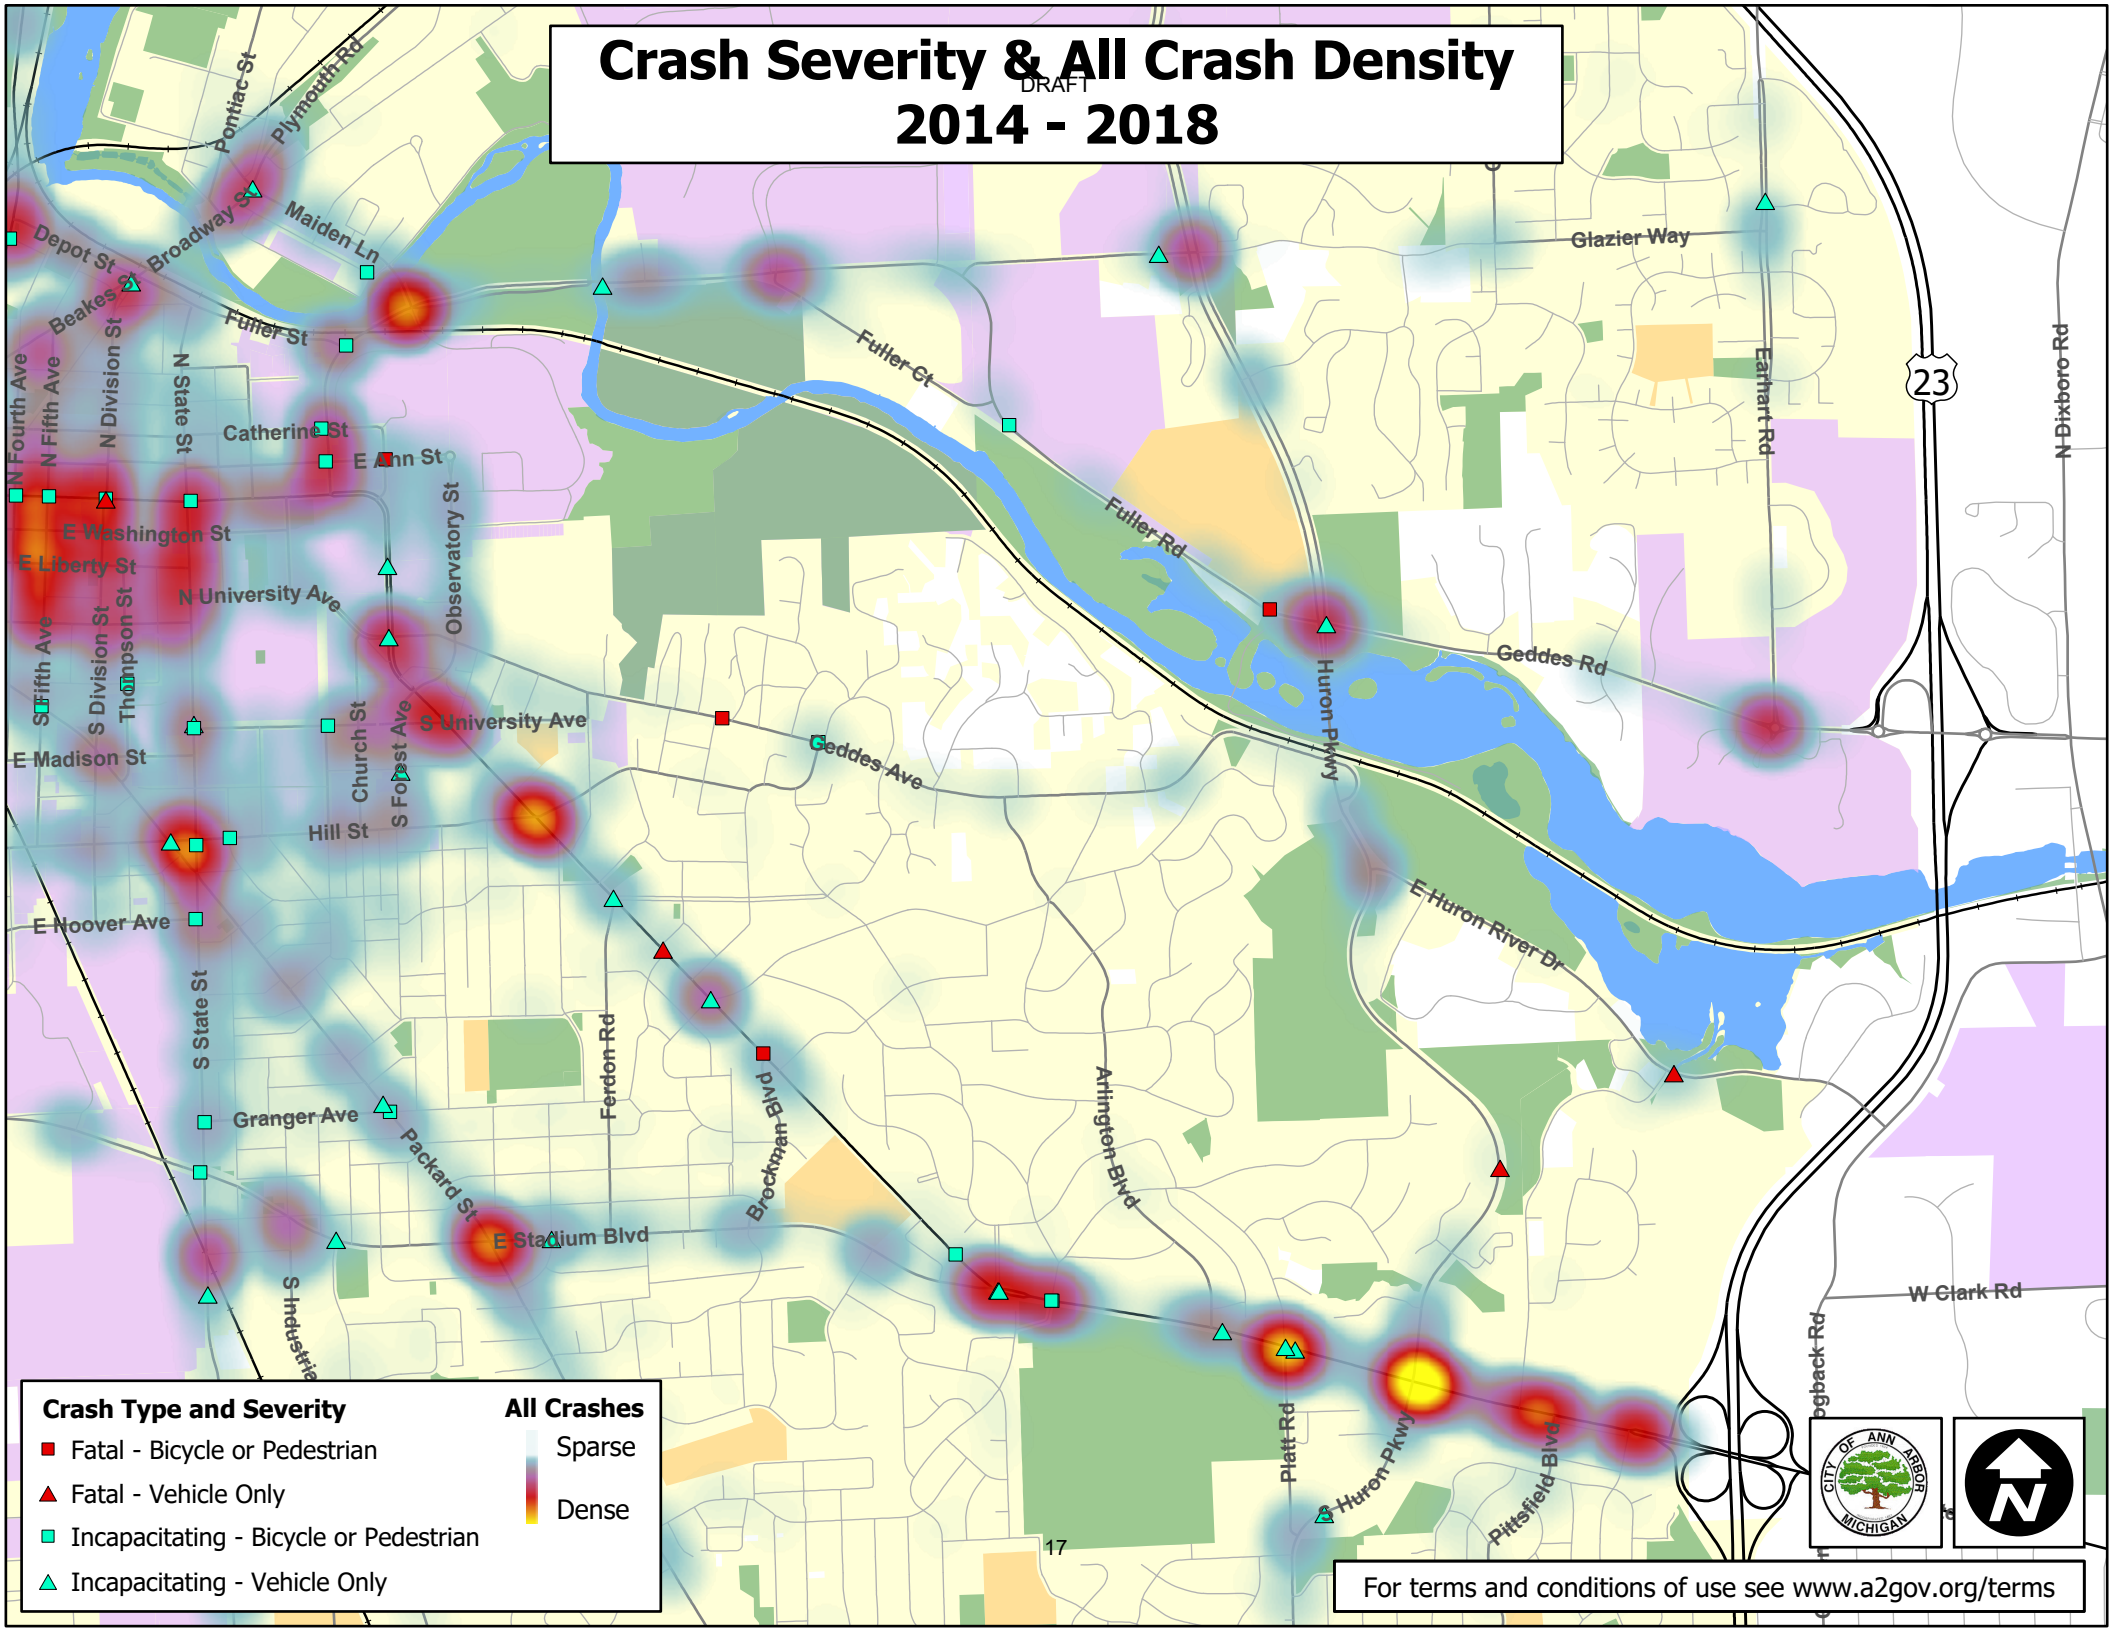 Crash Severity & All Crash Density
DRAFT
2014 - 2018
Pontiac St
Plymouth Rd
Maiden Ln
Broadway St
Depot St
Beakes St
Fuller St
N Division St
N State St
N Fourth Ave
N Fifth Ave
Catherine St
E Ann St
Fuller Ct
Glazier Way
Earhart Rd
23
N Dixboro Rd
Fuller Rd
E Washington St
E Liberty St
N University Ave
Observatory St
S Fifth Ave
S Division St
Thompson St
Church St
S Forest Ave
S University Ave
E Madison St
Hill St
Geddes Ave
Geddes Rd
Huron Pkwy
E Huron River Dr
E Hoover Ave
S State St
Ferdon Rd
Granger Ave
Packard St
Brockman Blvd
Arlington Blvd
E Stadium Blvd
S Industria
W Clark Rd
ogback Rd
Platt Rd
S Huron Pkwy
Pittsfield Blvd
Crash Type and Severity
Fatal - Bicycle or Pedestrian
Fatal - Vehicle Only
Incapacitating - Bicycle or Pedestrian
Incapacitating - Vehicle Only
All Crashes
Sparse
Dense
17
CITY OF ANN ARBOR
MICHIGAN
N
For terms and conditions of use see www.a2gov.org/terms